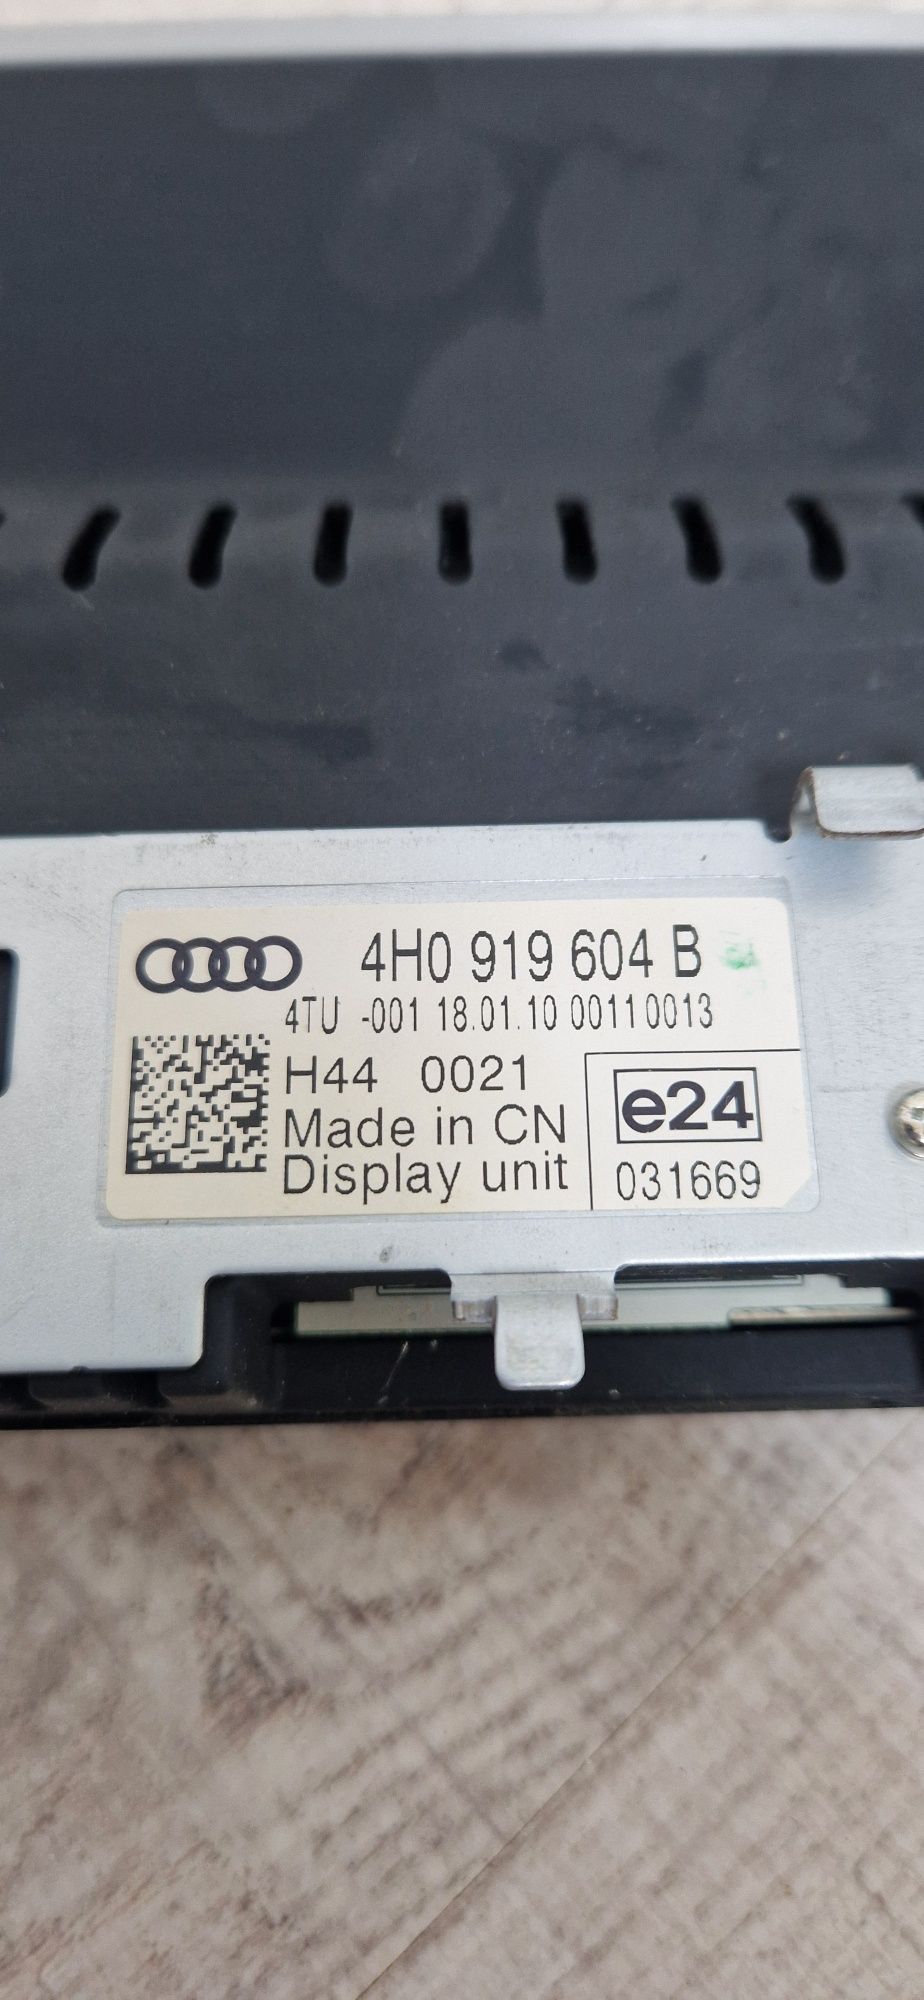 4H0 919 604 B
4TU -001 18.01.10 00110013
H44 0021
Made in CN
Display unit
e24
031669